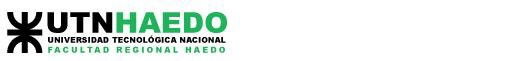 UTNHAEDO
UNIVERSIDAD TECNOLÓGICA NACIONAL
FACULTAD REGIONAL HAEDO